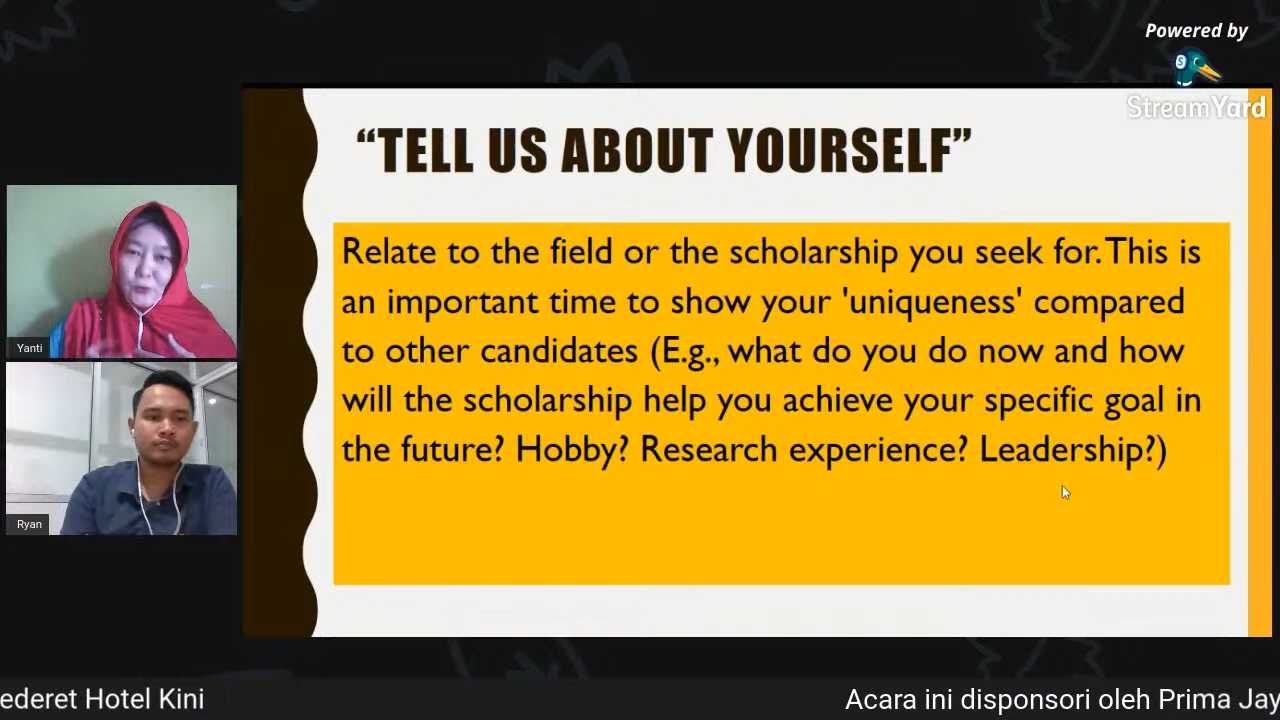 Powered by
StreamYard
“TELL US ABOUT YOURSELF”
Relate to the field or the scholarship you seek for. This is
an important time to show your 'uniqueness' compared
to other candidates (E.g., what do you do now and how
will the scholarship help you achieve your specific goal in
the future? Hobby? Research experience? Leadership?)
Yanti
Ryan
ederet Hotel Kini
Acara ini disponsori oleh Prima Jay